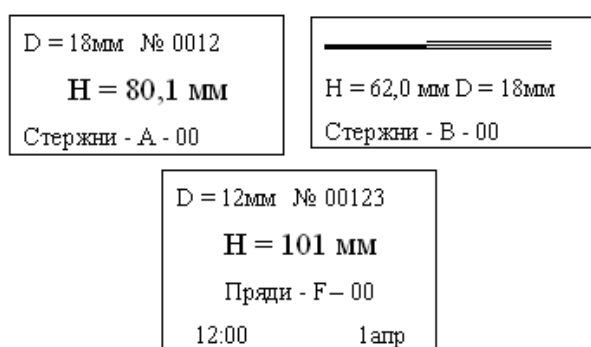 D = 18мм № 0012
H = 80,1 мм
Стержни - А - 00
H = 62,0 мм D = 18мм
Стержни - В - 00
D = 12мм № 00123
H = 101 мм
Пряди - F – 00
12:00 1апр